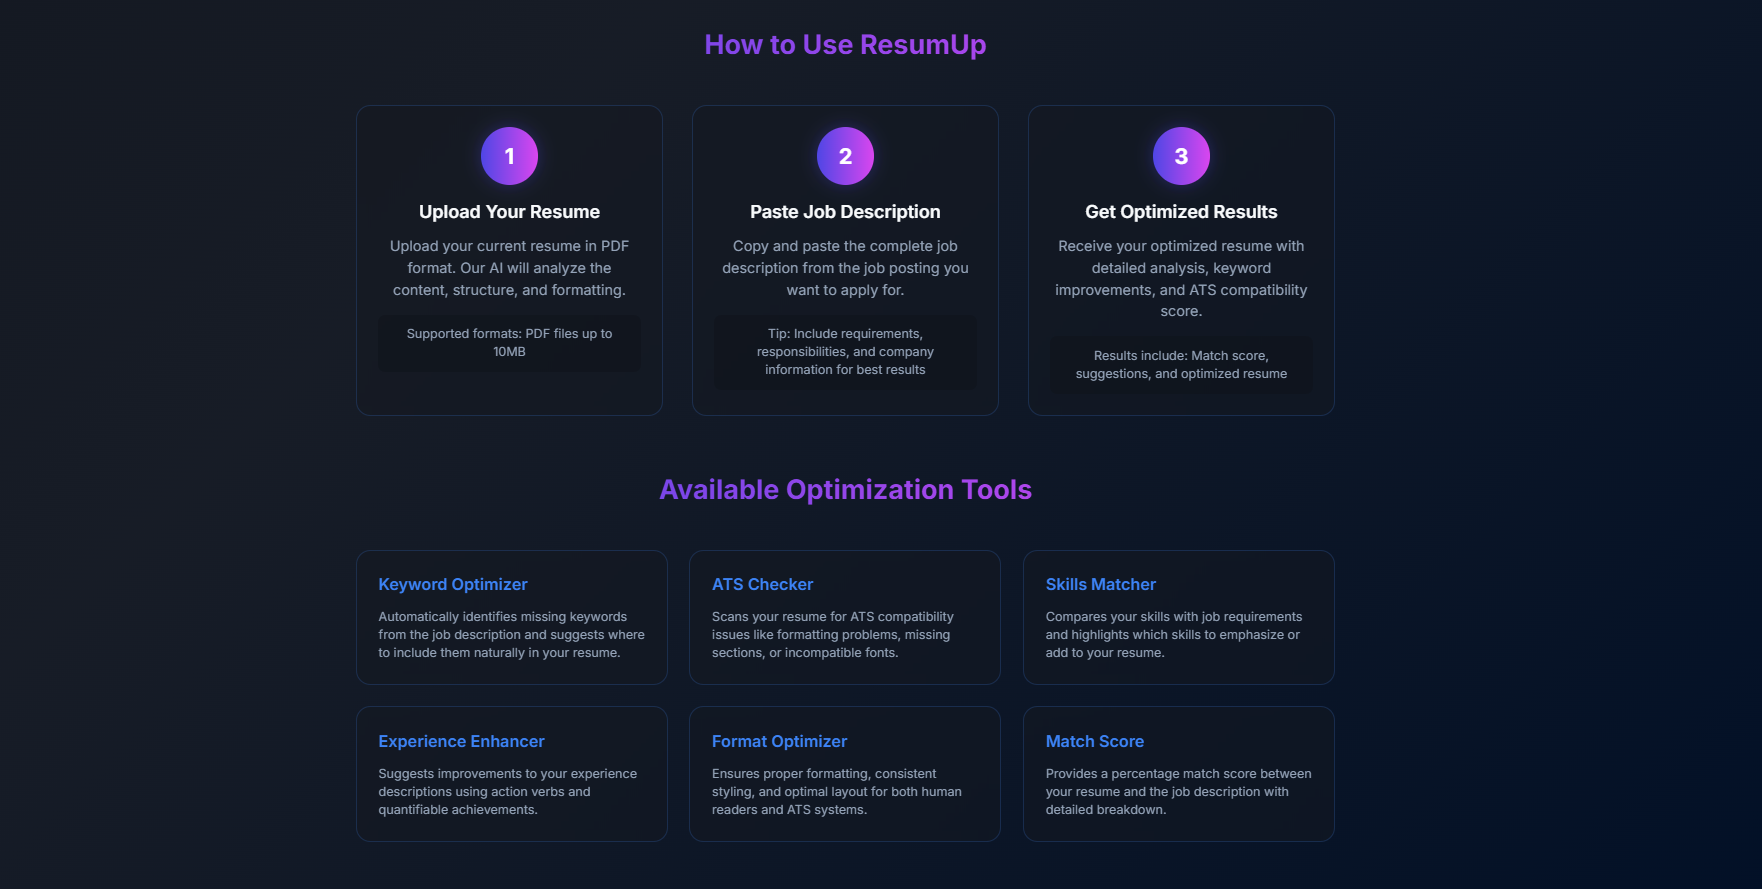 How to Use ResumUp
1
Upload Your Resume
Upload your current resume in PDF
format. Our AI will analyze the
content, structure, and formatting.
Supported formats: PDF files up to
10MB
2
Paste Job Description
Copy and paste the complete job
description from the job posting you
want to apply for.
Tip: Include requirements,
responsibilities, and company
information for best results
3
Get Optimized Results
Receive your optimized resume with
detailed analysis, keyword
improvements, and ATS compatibility
score.
Results include: Match score,
suggestions, and optimized resume
Available Optimization Tools
Keyword Optimizer
Automatically identifies missing keywords
from the job description and suggests where
to include them naturally in your resume.
ATS Checker
Scans your resume for ATS compatibility
issues like formatting problems, missing
sections, or incompatible fonts.
Skills Matcher
Compares your skills with job requirements
and highlights which skills to emphasize or
add to your resume.
Experience Enhancer
Suggests improvements to your experience
descriptions using action verbs and
quantifiable achievements.
Format Optimizer
Ensures proper formatting, consistent
styling, and optimal layout for both human
readers and ATS systems.
Match Score
Provides a percentage match score between
your resume and the job description with
detailed breakdown.